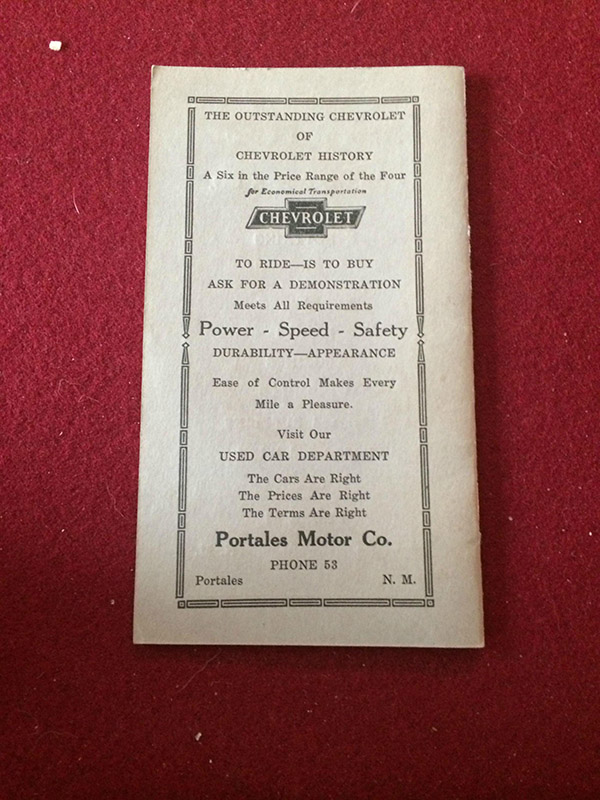 THE OUTSTANDING CHEVROLET
OF
CHEVROLET HISTORY
A Six in the Price Range of the Four
for Economical Transportation
CHEVROLET
TO RIDE—IS TO BUY
ASK FOR A DEMONSTRATION
Meets All Requirements
Power - Speed - Safety
DURABILITY—APPEARANCE
Ease of Control Makes Every
Mile a Pleasure.
Visit Our
USED CAR DEPARTMENT
The Cars Are Right
The Prices Are Right
The Terms Are Right
Portales Motor Co.
PHONE 53
Portales N. M.